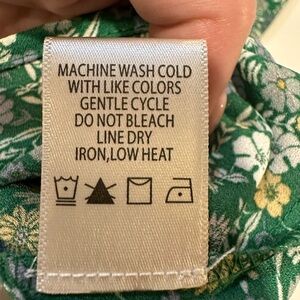 MACHINE WASH COLD
WITH LIKE COLORS
GENTLE CYCLE
DO NOT BLEACH
LINE DRY
IRON,LOW HEAT